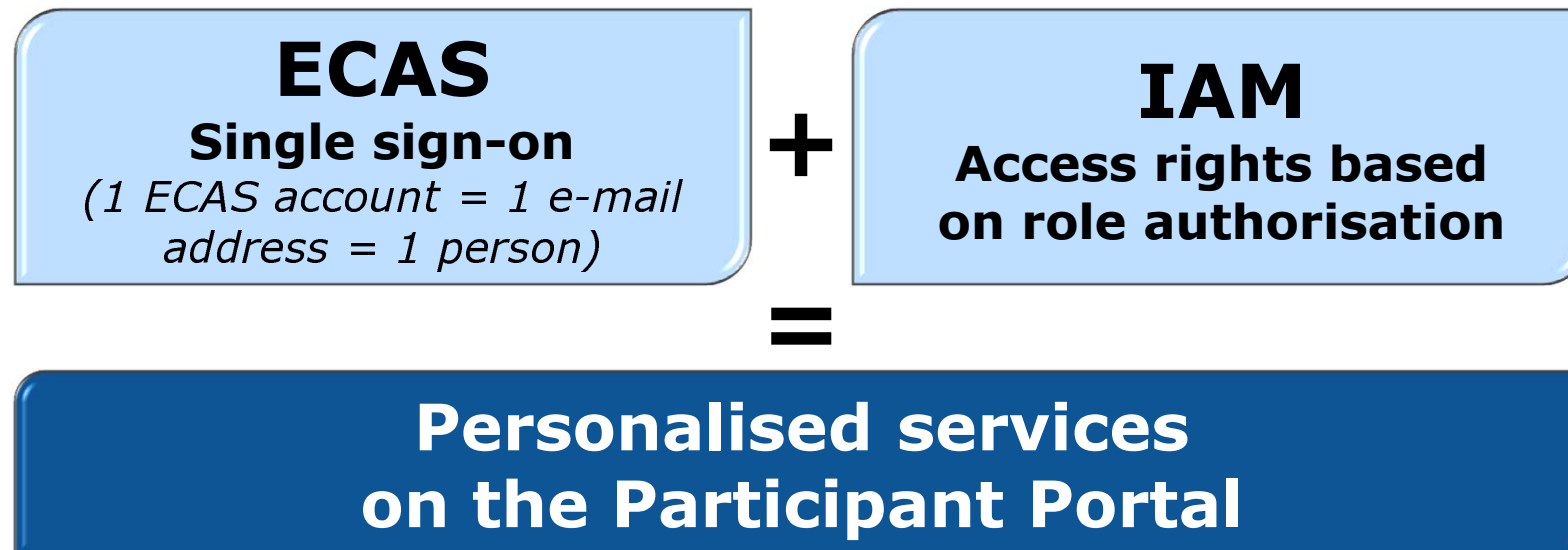 ECAS
Single sign-on
(1 ECAS account = 1 e-mail
address = 1 person)
+
IAM
Access rights based
on role authorisation
=
Personalised services
on the Participant Portal